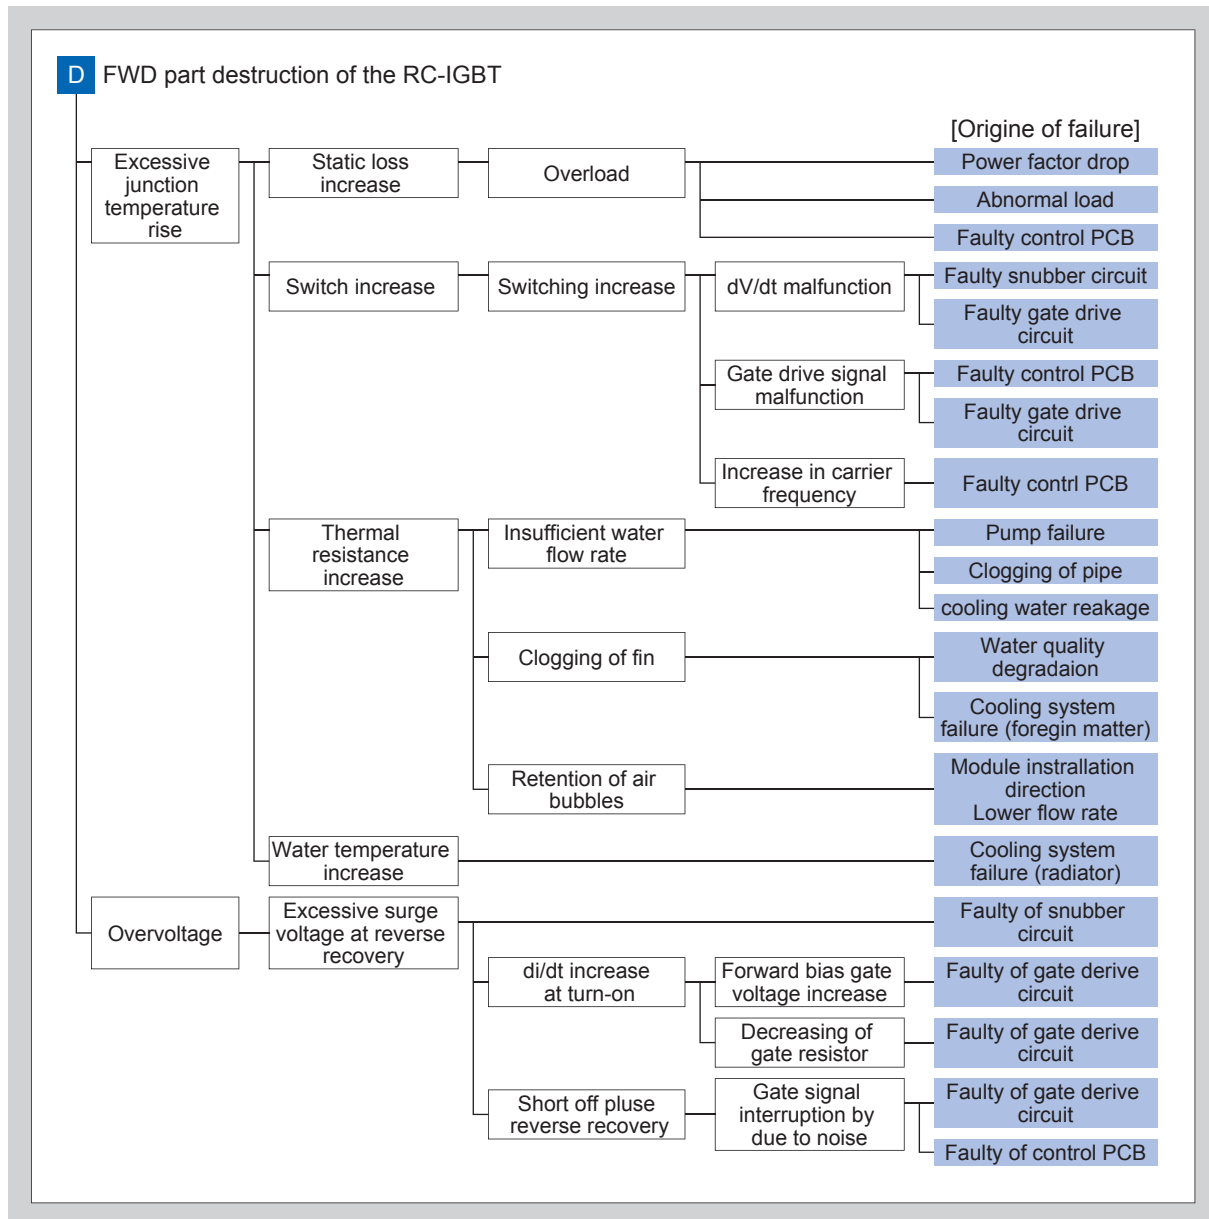 D FWD part destruction of the RC-IGBT
[Origine of failure]
Excessive
junction
temperature
rise
Static loss
increase
Overload
Power factor drop
Abnormal load
Faulty control PCB
Switch increase
Switching increase
dV/dt malfunction
Faulty snubber circuit
Faulty gate drive
circuit
Gate drive signal
malfunction
Faulty control PCB
Faulty gate drive
circuit
Increase in carrier
frequency
Faulty contrl PCB
Thermal
resistance
increase
Insufficient water
flow rate
Pump failure
Clogging of pipe
cooling water reakage
Clogging of fin
Water quality
degradaion
Cooling system
failure (foregin matter)
Retention of air
bubbles
Module instrallation
direction
Lower flow rate
Water temperature
increase
Cooling system
failure (radiator)
Overvoltage
Excessive surge
voltage at reverse
recovery
Faulty of snubber
circuit
di/dt increase
at turn-on
Forward bias gate
voltage increase
Faulty of gate derive
circuit
Decreasing of
gate resistor
Faulty of gate derive
circuit
Short off pluse
reverse recovery
Gate signal
interruption by
due to noise
Faulty of gate derive
circuit
Faulty of control PCB